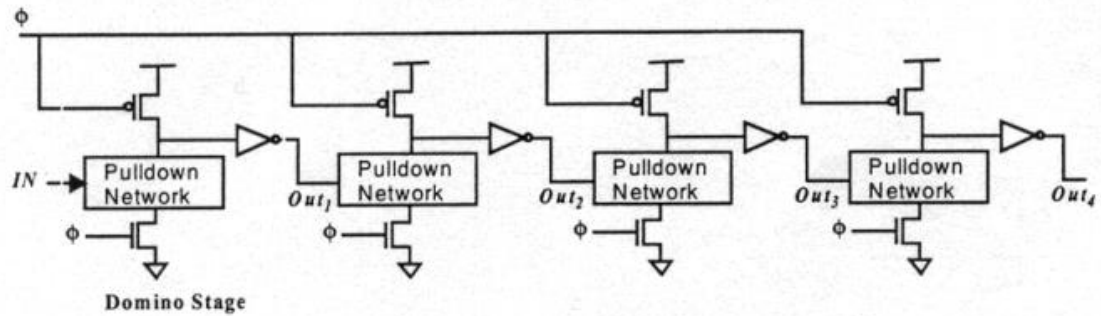 ϕ
Pulldown
Network
Pulldown
Network
Pulldown
Network
Pulldown
Network
IN
Out1
Out2
Out3
Out4
ϕ
ϕ
ϕ
ϕ
Domino Stage